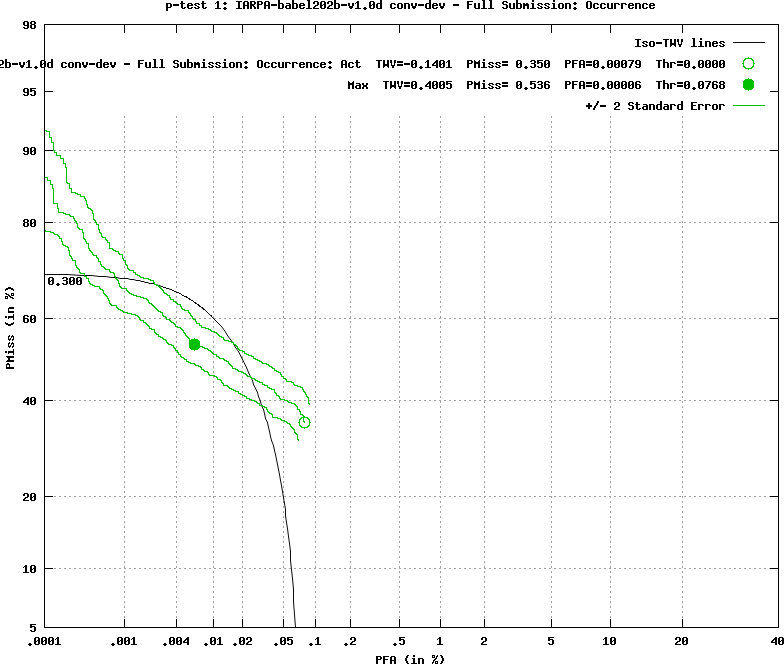 p-test 1: IARPA-babel202b-v1.0d conv-dev - Full Submission: Occurrence
98
Iso-TWV lines
2b-v1.0d conv-dev - Full Submission: Occurrence: Act TWV=-0.1401 PMiss= 0.350 PFA=0.00079 Thr=0.0000
95
Max TWV=0.4005 PMiss= 0.536 PFA=0.00006 Thr=0.0768
+/- 2 Standard Error
90
80
0.300
60
PMiss (in %)
40
20
10
5
.0001 .001 .004 .01 .02 .05 .1 .2 .5 1 2 5 10 20 40
PFA (in %)